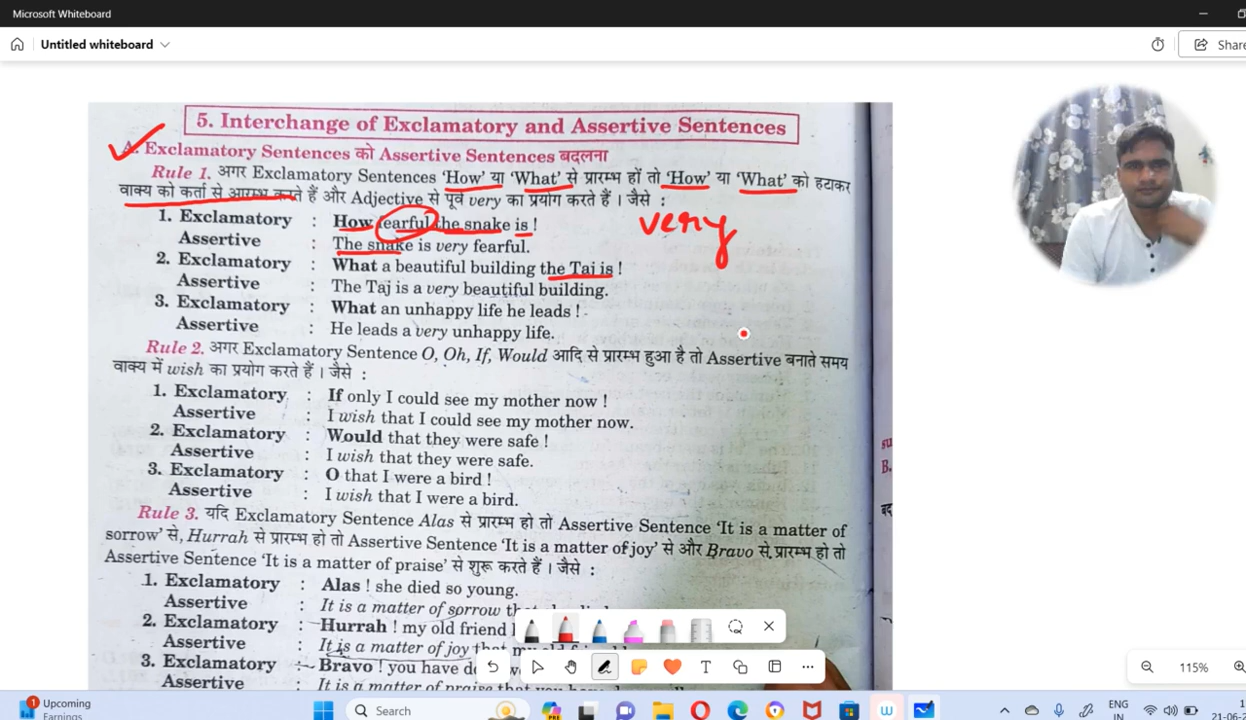 Microsoft Whiteboard
Untitled whiteboard
Share
5. Interchange of Exclamatory and Assertive Sentences
A. Exclamatory Sentences को Assertive Sentences बदलना
Rule 1. अगर Exclamatory Sentences 'How' या 'What' से प्रारम्भ हों तो 'How' या 'What' को हटाकर
वाक्य को कर्ता से आरम्भ करते हैं और Adjective से पूर्व very का प्रयोग करते हैं । जैसे :
1. Exclamatory : How fearful the snake is !
very
Assertive : The snake is very fearful.
2. Exclamatory : What a beautiful building the Taj is !
Assertive : The Taj is a very beautiful building.
3. Exclamatory : What an unhappy life he leads !
Assertive : He leads a very unhappy life.
Rule 2. अगर Exclamatory Sentence O, Oh, If, Would आदि से प्रारम्भ हुआ है तो Assertive बनाते समय
वाक्य में wish का प्रयोग करते हैं । जैसे :
1. Exclamatory : If only I could see my mother now !
Assertive : I wish that I could see my mother now.
2. Exclamatory : Would that they were safe !
Assertive : I wish that they were safe.
3. Exclamatory : O that I were a bird !
Assertive : I wish that I were a bird.
Rule 3. यदि Exclamatory Sentence Alas से प्रारम्भ हो तो Assertive Sentence 'It is a matter of
sorrow' से, Hurrah से प्रारम्भ हो तो Assertive Sentence 'It is a matter of joy' से और Bravo से प्रारम्भ हो तो
Assertive Sentence 'It is a matter of praise' से शुरू करते हैं । जैसे :
1. Exclamatory : Alas ! she died so young.
Assertive : It is a matter of sorrow
2. Exclamatory : Hurrah ! my old friend
Assertive : It is a matter of joy
3. Exclamatory : Bravo ! you have
Assertive : It is a matter of praise
B.
115%
Upcoming
Earnings
Search
ENG
IN
21-06-2